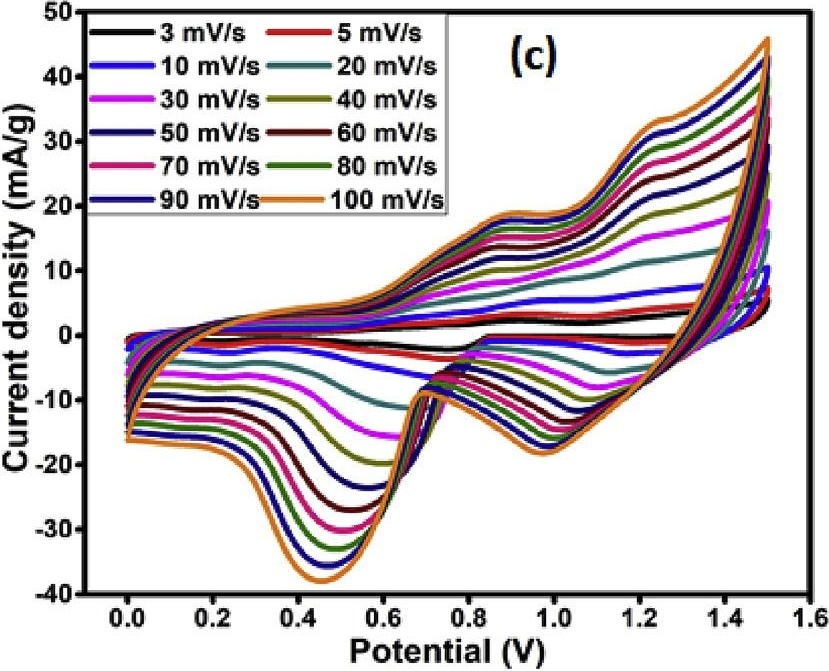 50
40
30
20
10
0
-10
-20
-30
-40
Current density (mA/g)
3 mV/s 5 mV/s
10 mV/s 20 mV/s
30 mV/s 40 mV/s
50 mV/s 60 mV/s
70 mV/s 80 mV/s
90 mV/s 100 mV/s
(c)
0.0 0.2 0.4 0.6 0.8 1.0 1.2 1.4 1.6
Potential (V)